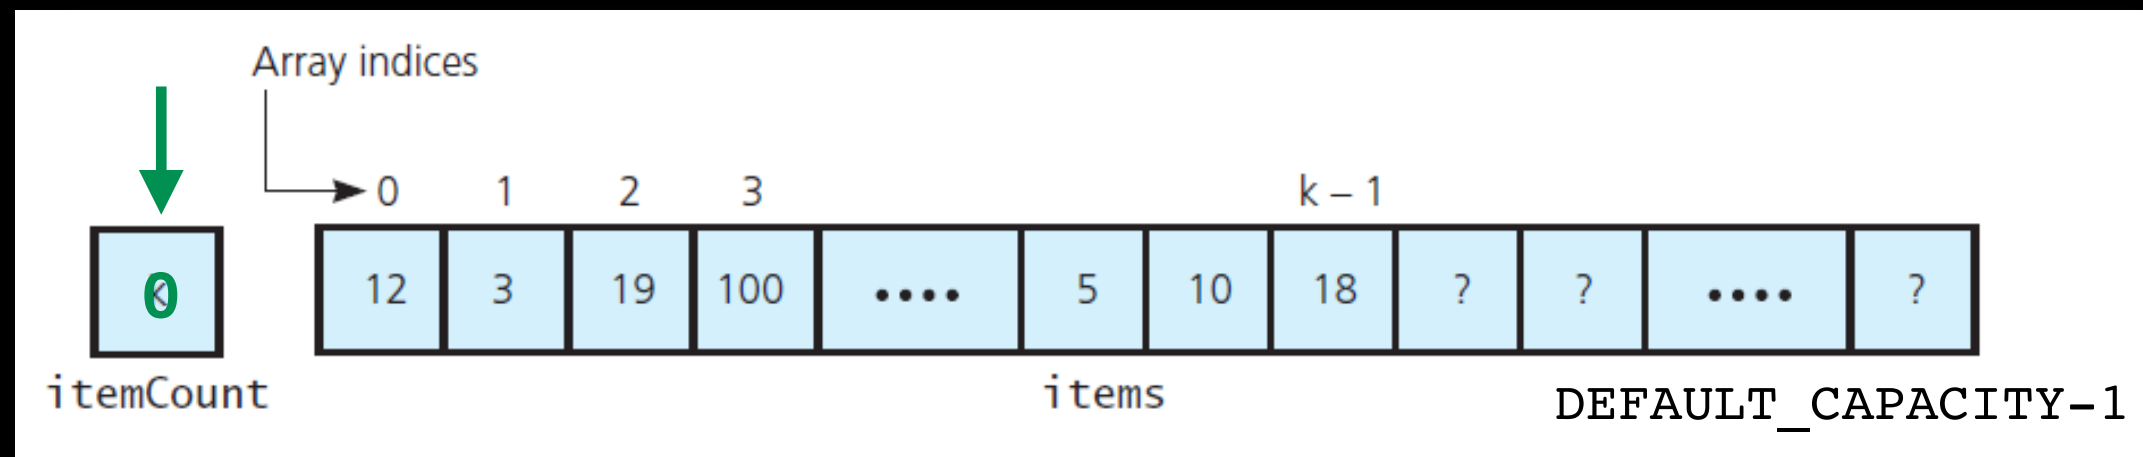 Array indices
0 1 2 3 k – 1
0 12 3 19 100 •••• 5 10 18 ? ? •••• ?
itemCount items DEFAULT_CAPACITY-1